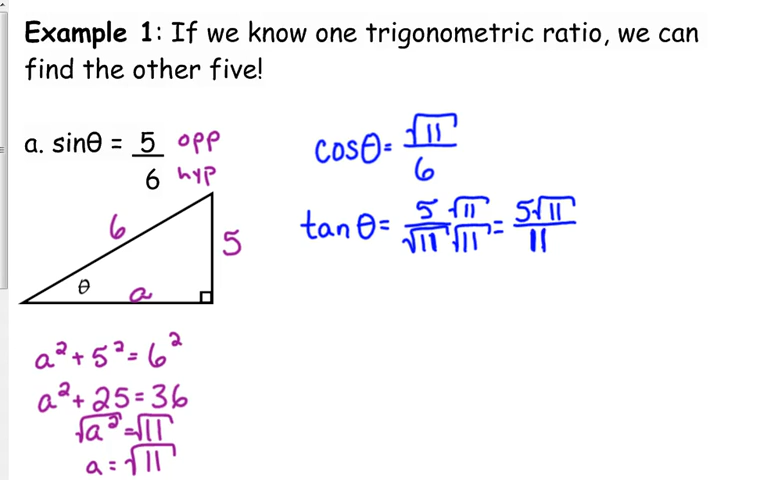 Example 1: If we know one trigonometric ratio, we can
find the other five!
a. sinθ = 5/6 opp/hyp
6
5
θ
a
a² + 5² = 6²
a² + 25 = 36
√a² = √11
a = √11
cosθ = √11/6
tanθ = 5/√11 √11/√11 = 5√11/11